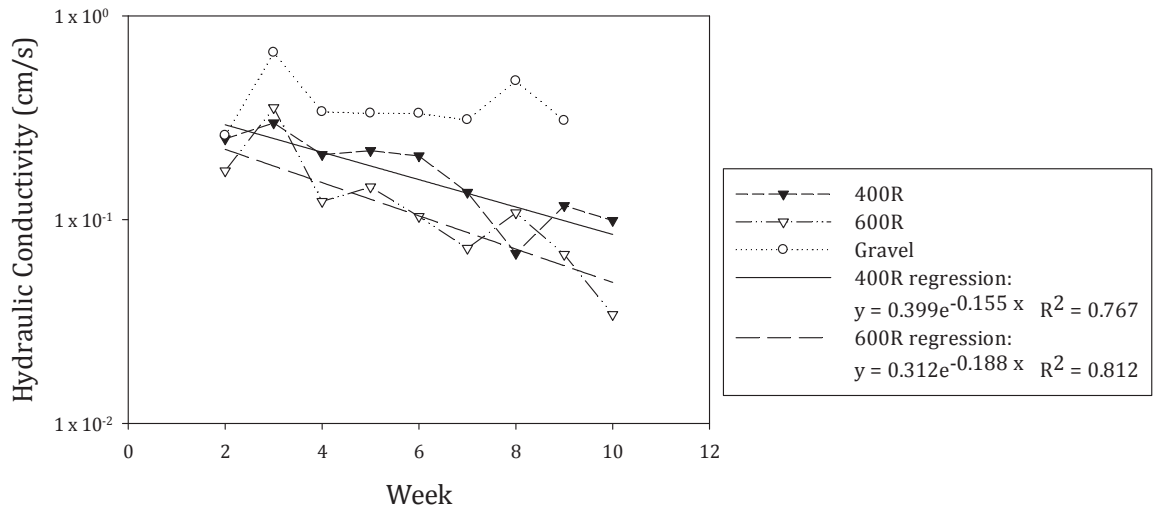 1 x 10⁰
1 x 10⁻¹
1 x 10⁻²
Hydraulic Conductivity (cm/s)
0 2 4 6 8 10 12
Week
400R
600R
Gravel
400R regression:
y = 0.399e^-0.155 x R² = 0.767
600R regression:
y = 0.312e^-0.188 x R² = 0.812